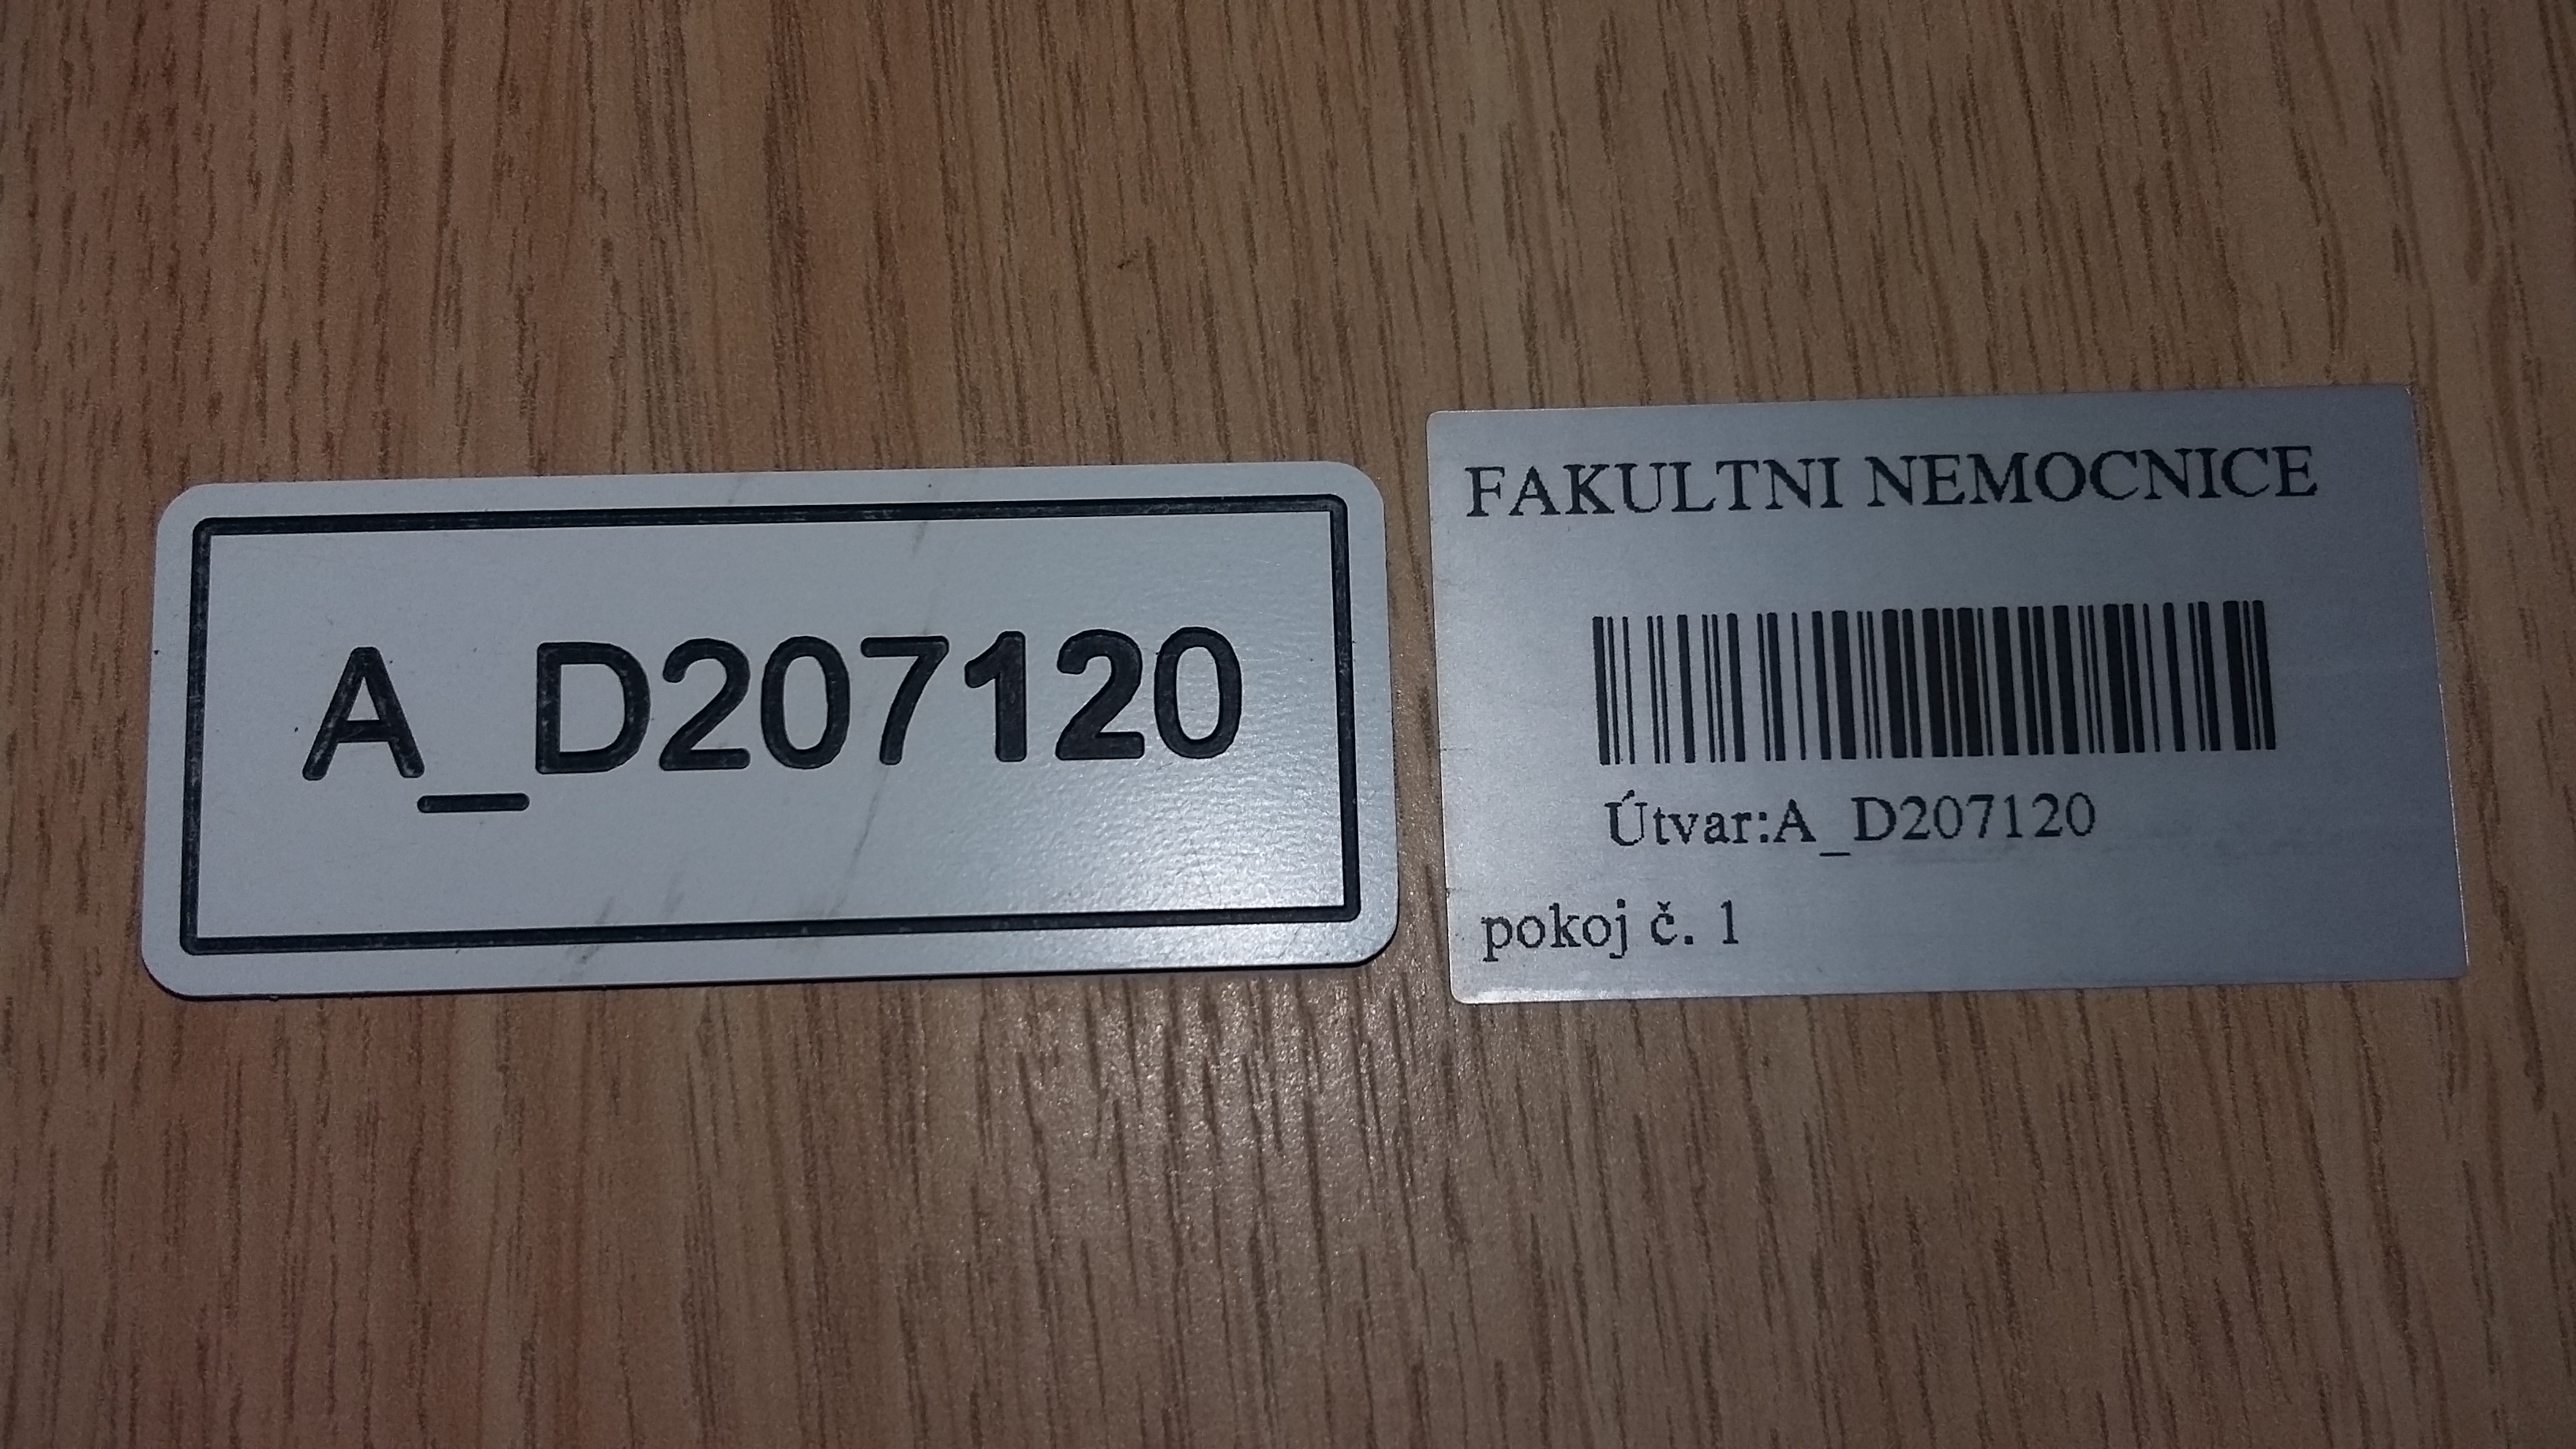 A_D207120
FAKULTNI NEMOCNICE
Útvar:A_D207120
pokoj č. 1